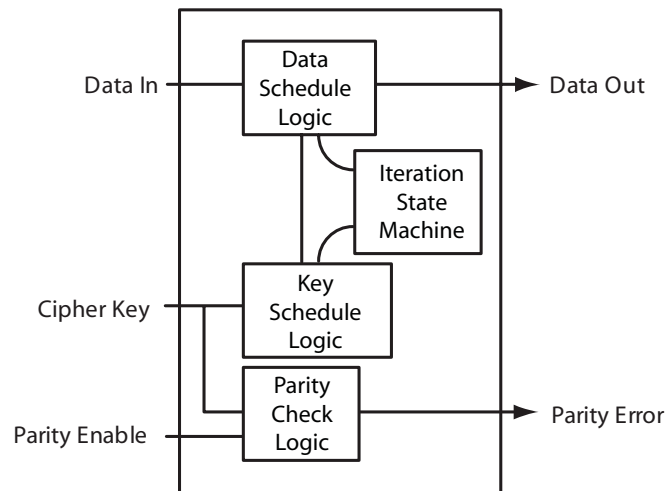 Data In
Data
Schedule
Logic
Data Out
Iteration
State
Machine
Cipher Key
Key
Schedule
Logic
Parity Enable
Parity
Check
Logic
Parity Error